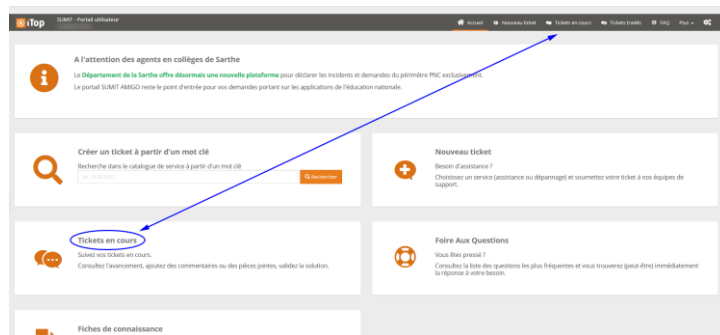 iTop
SUMIT - Portail utilisateur
Accueil
Nouveau ticket
Tickets en cours
Tickets traités
FAQ
Plus
A l'attention des agents en collèges de Sarthe
Le Département de la Sarthe offre désormais une nouvelle plateforme pour déclarer les incidents et demandes du périmètre PNC exclusivement.
Le portail SUMIT AMIGO reste le point d'entrée pour vos demandes portant sur les applications de l'éducation nationale.
Créer un ticket à partir d'un mot clé
Recherche dans le catalogue de service à partir d'un mot clé
Rechercher
Nouveau ticket
Besoin d'assistance ?
Choisissez un service (assistance ou dépannage) et soumettez votre ticket à nos équipes de
support.
Tickets en cours
Suivez vos tickets en cours.
Consultez l'avancement, ajoutez des commentaires ou des pièces jointes, validez la solution.
Foire Aux Questions
Vous êtes pressé ?
Consultez la liste des questions les plus fréquentes et vous trouverez (peut-être) immédiatement
la réponse à votre besoin.
Fiches de connaissance